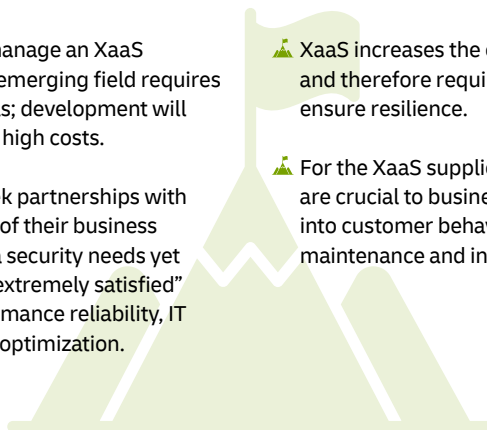 manage an XaaS
emerging field requires
s; development will
high costs.
k partnerships with
of their business
security needs yet
extremely satisfied”
mance reliability, IT
optimization.
XaaS increases the
and therefore requi
ensure resilience.
For the XaaS supplie
are crucial to busine
into customer behav
maintenance and in